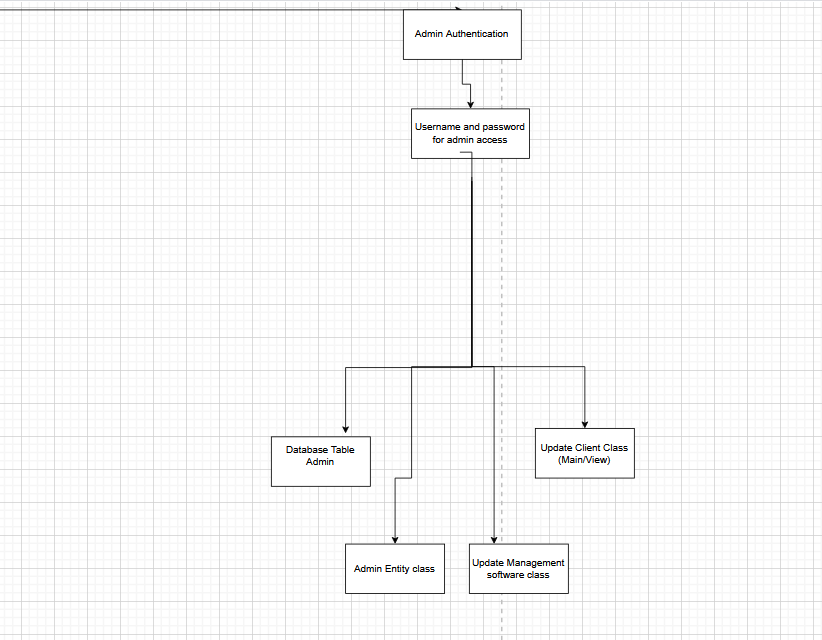 Admin Authentication
Username and password
for admin access
Database Table
Admin
Update Client Class
(Main/View)
Admin Entity class
Update Management
software class